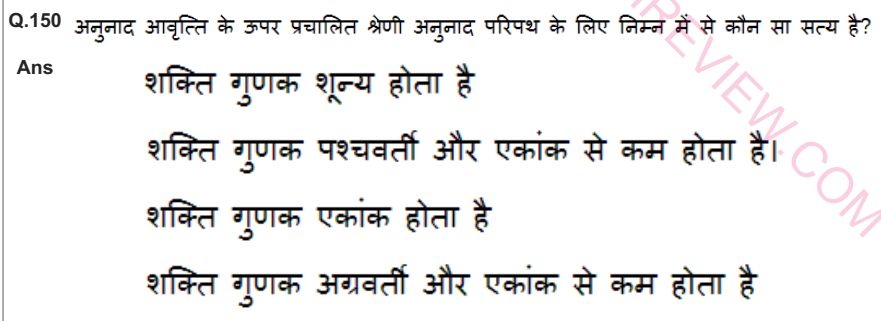 Q.150 अनुनाद आवृत्ति के ऊपर प्रचालित श्रेणी अनुनाद परिपथ के लिए निम्न में से कौन सा सत्य है?
Ans
शक्ति गुणक शून्य होता है
शक्ति गुणक पश्चवर्ती और एकांक से कम होता है।
शक्ति गुणक एकांक होता है
शक्ति गुणक अग्रवर्ती और एकांक से कम होता है
REVIEW.COM